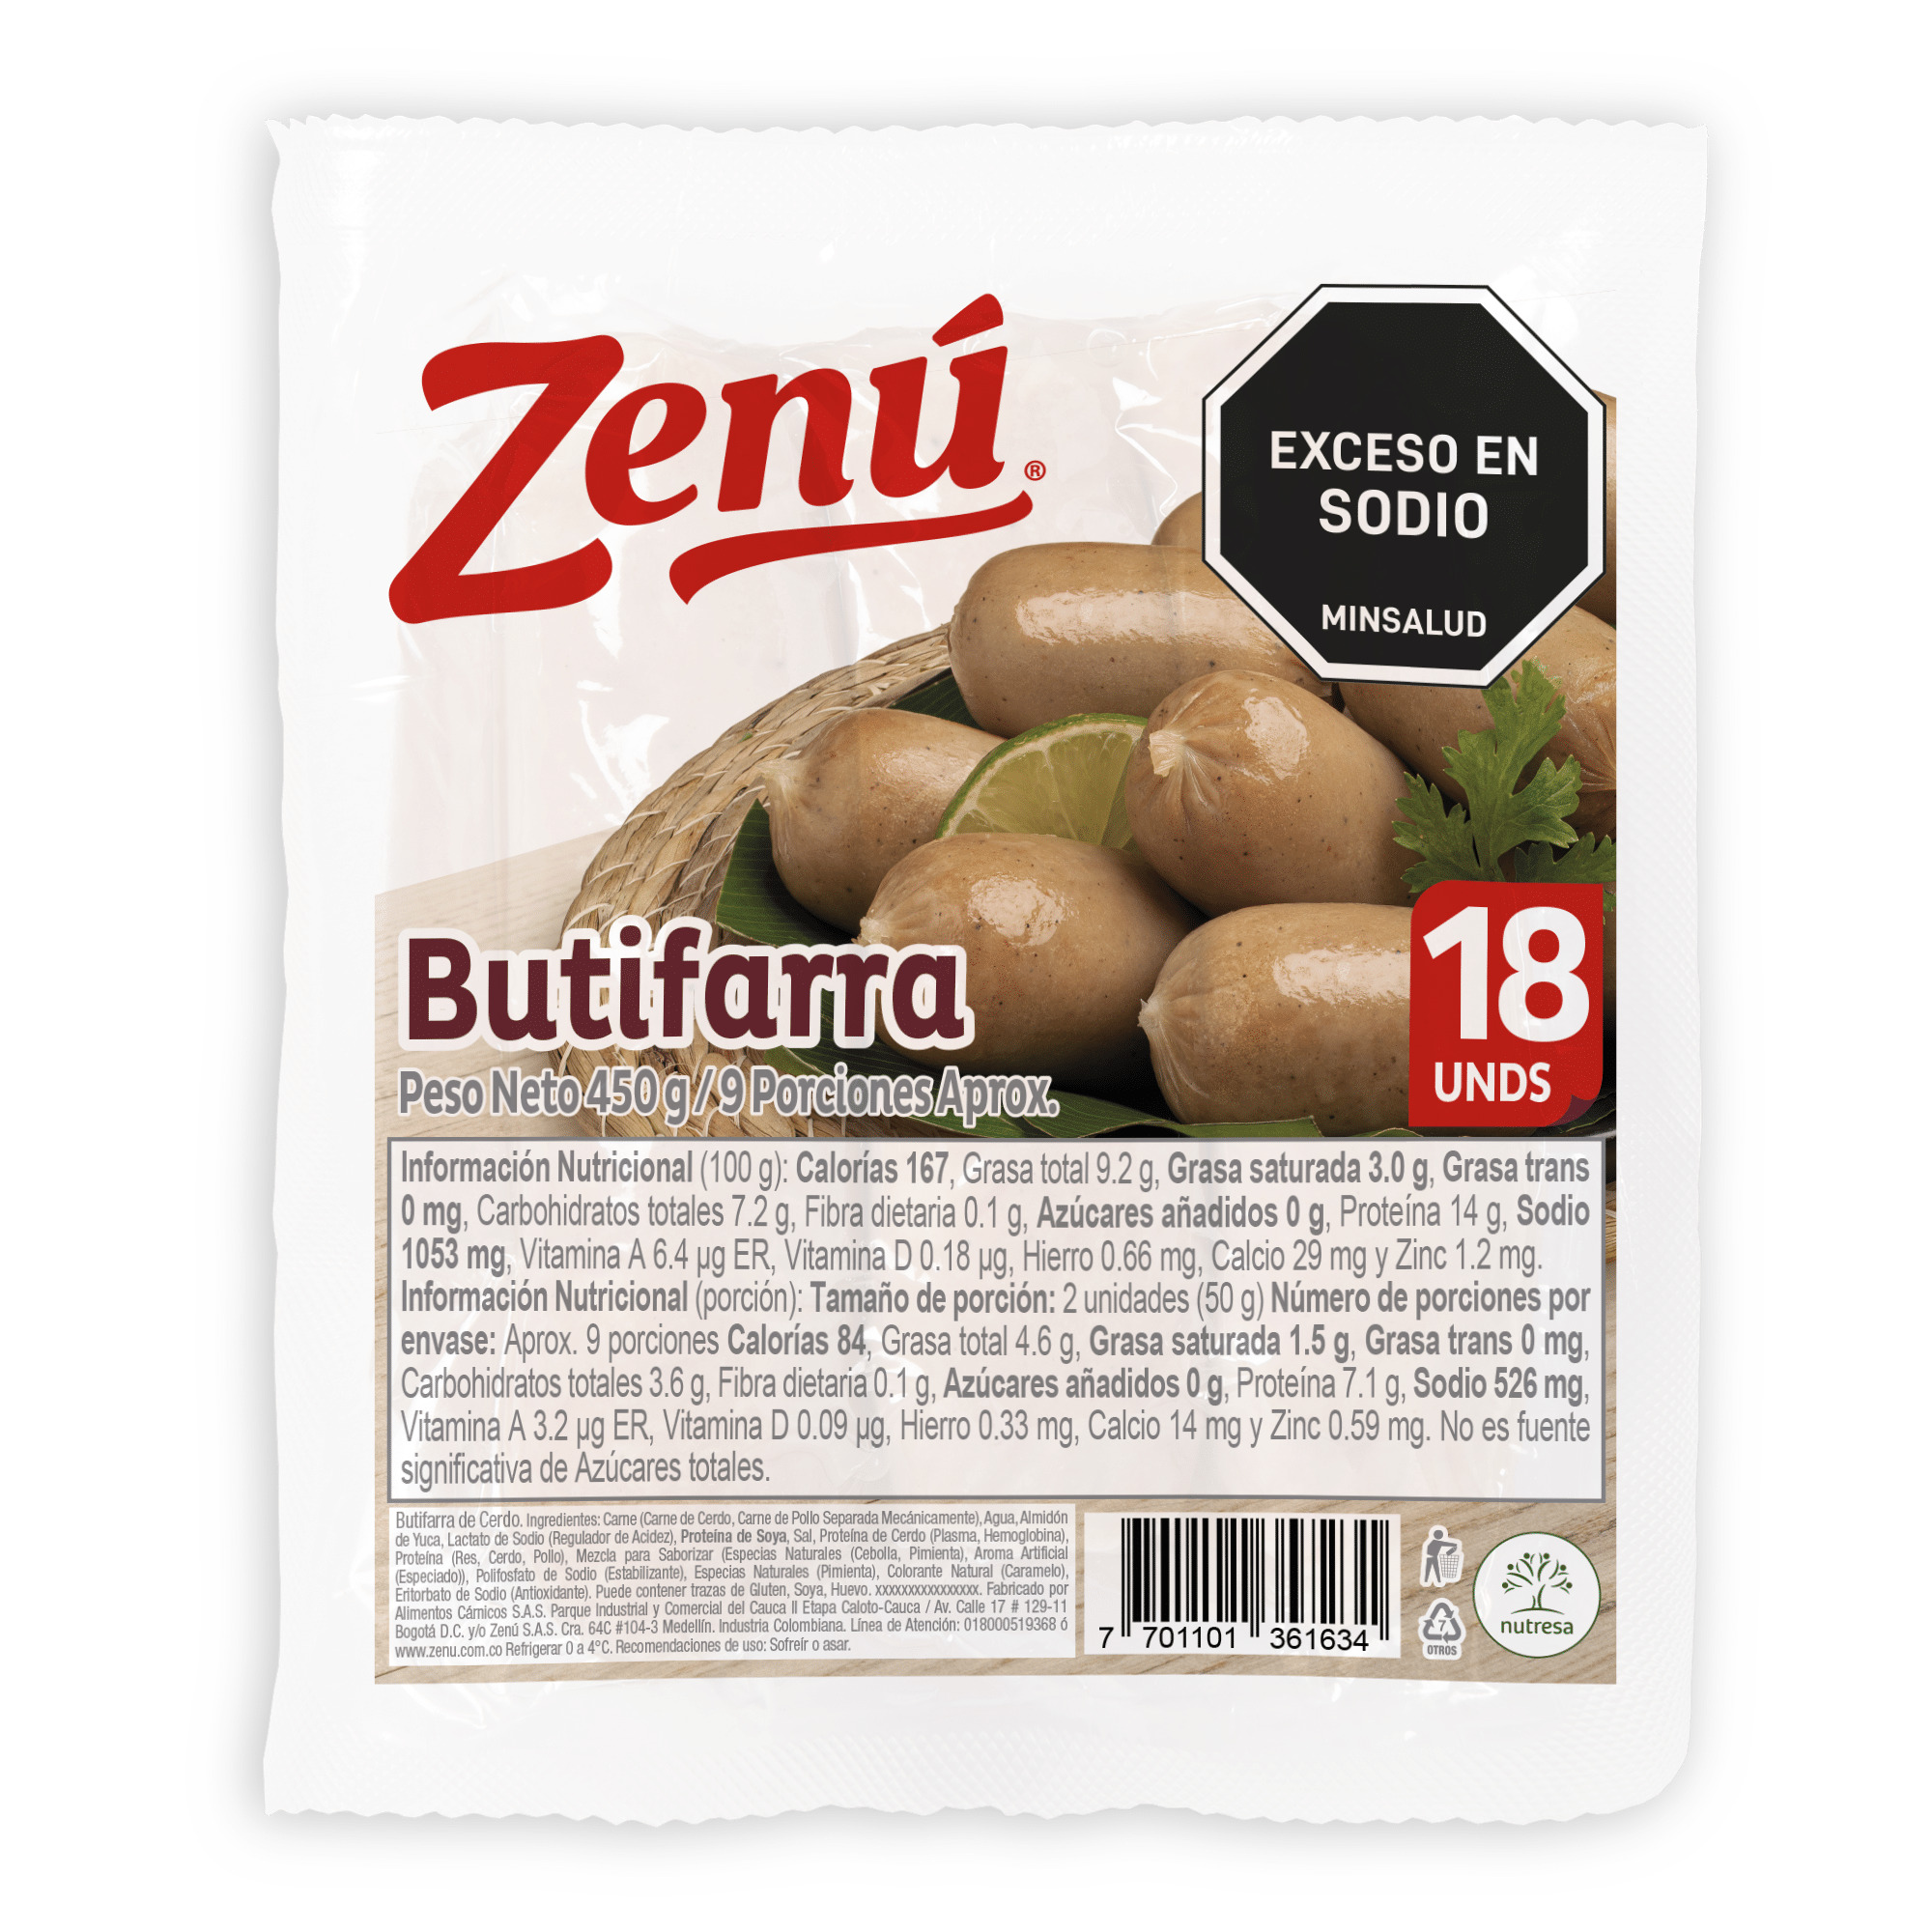 Zenú®
EXCESO EN
SODIO
MINSALUD
Butifarra
Peso Neto 450 g / 9 Porciones Aprox.
18
UNDS
Información Nutricional (100 g): Calorías 167, Grasa total 9.2 g, Grasa saturada 3.0 g, Grasa trans
0 mg, Carbohidratos totales 7.2 g, Fibra dietaria 0.1 g, Azúcares añadidos 0 g, Proteína 14 g, Sodio
1053 mg, Vitamina A 6.4 µg ER, Vitamina D 0.18 µg, Hierro 0.66 mg, Calcio 29 mg y Zinc 1.2 mg.
Información Nutricional (porción): Tamaño de porción: 2 unidades (50 g) Número de porciones por
envase: Aprox. 9 porciones Calorías 84, Grasa total 4.6 g, Grasa saturada 1.5 g, Grasa trans 0 mg,
Carbohidratos totales 3.6 g, Fibra dietaria 0.1 g, Azúcares añadidos 0 g, Proteína 7.1 g, Sodio 526 mg,
Vitamina A 3.2 µg ER, Vitamina D 0.09 µg, Hierro 0.33 mg, Calcio 14 mg y Zinc 0.59 mg. No es fuente
significativa de Azúcares totales.
Butifarra de Cerdo. Ingredientes: Carne (Carne de Cerdo, Carne de Pollo Separada Mecánicamente), Agua, Almidón
de Yuca, Lactato de Sodio (Regulador de Acidez), Proteína de Soya, Sal, Proteína de Cerdo (Plasma, Hemoglobina),
Proteína (Res, Cerdo, Pollo), Mezcla para Saborizar (Especias Naturales (Cebolla, Pimienta), Aroma Artificial
(Especiado)), Polifosfato de Sodio (Estabilizante), Especias Naturales (Pimienta), Colorante Natural (Caramelo),
Eritorbato de Sodio (Antioxidante). Puede contener trazas de Gluten, Soya, Huevo. xxxxxxxxxxxxxxxx. Fabricado por
Alimentos Cárnicos S.A.S. Parque Industrial y Comercial del Cauca II Etapa Caloto-Cauca / Av. Calle 17 # 129-11
Bogotá D.C. y/o Zenú S.A.S. Cra. 64C #104-3 Medellín. Industria Colombiana. Línea de Atención: 018000519368 ó
www.zenu.com.co Refrigerar 0 a 4°C. Recomendaciones de uso: Sofreír o asar.
7 701101 361634
7
OTROS
nutresa